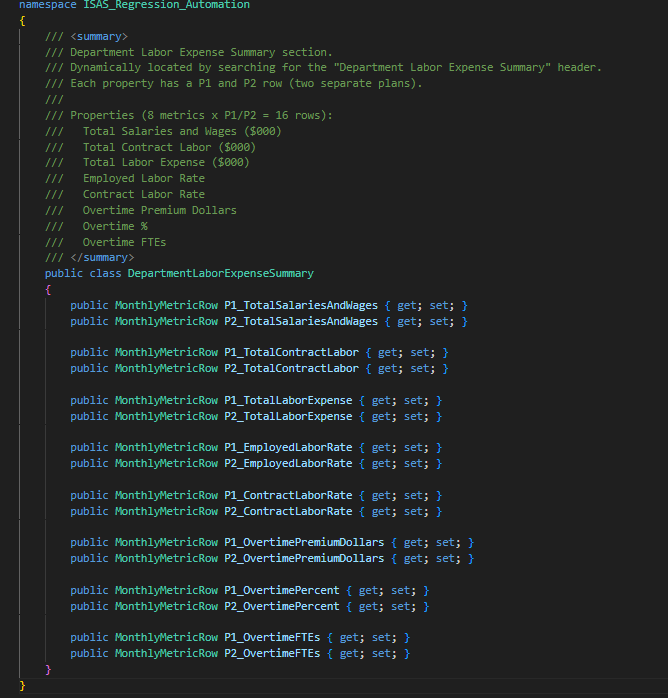 namespace ISAS_Regression_Automation
{
    /// <summary>
    /// Department Labor Expense Summary section.
    /// Dynamically located by searching for the "Department Labor Expense Summary" header.
    /// Each property has a P1 and P2 row (two separate plans).
    ///
    /// Properties (8 metrics x P1/P2 = 16 rows):
    ///   Total Salaries and Wages ($000)
    ///   Total Contract Labor ($000)
    ///   Total Labor Expense ($000)
    ///   Employed Labor Rate
    ///   Contract Labor Rate
    ///   Overtime Premium Dollars
    ///   Overtime %
    ///   Overtime FTEs
    /// </summary>
    public class DepartmentLaborExpenseSummary
    {
        public MonthlyMetricRow P1_TotalSalariesAndWages { get; set; }
        public MonthlyMetricRow P2_TotalSalariesAndWages { get; set; }

        public MonthlyMetricRow P1_TotalContractLabor { get; set; }
        public MonthlyMetricRow P2_TotalContractLabor { get; set; }

        public MonthlyMetricRow P1_TotalLaborExpense { get; set; }
        public MonthlyMetricRow P2_TotalLaborExpense { get; set; }

        public MonthlyMetricRow P1_EmployedLaborRate { get; set; }
        public MonthlyMetricRow P2_EmployedLaborRate { get; set; }

        public MonthlyMetricRow P1_ContractLaborRate { get; set; }
        public MonthlyMetricRow P2_ContractLaborRate { get; set; }

        public MonthlyMetricRow P1_OvertimePremiumDollars { get; set; }
        public MonthlyMetricRow P2_OvertimePremiumDollars { get; set; }

        public MonthlyMetricRow P1_OvertimePercent { get; set; }
        public MonthlyMetricRow P2_OvertimePercent { get; set; }

        public MonthlyMetricRow P1_OvertimeFTEs { get; set; }
        public MonthlyMetricRow P2_OvertimeFTEs { get; set; }
    }
}